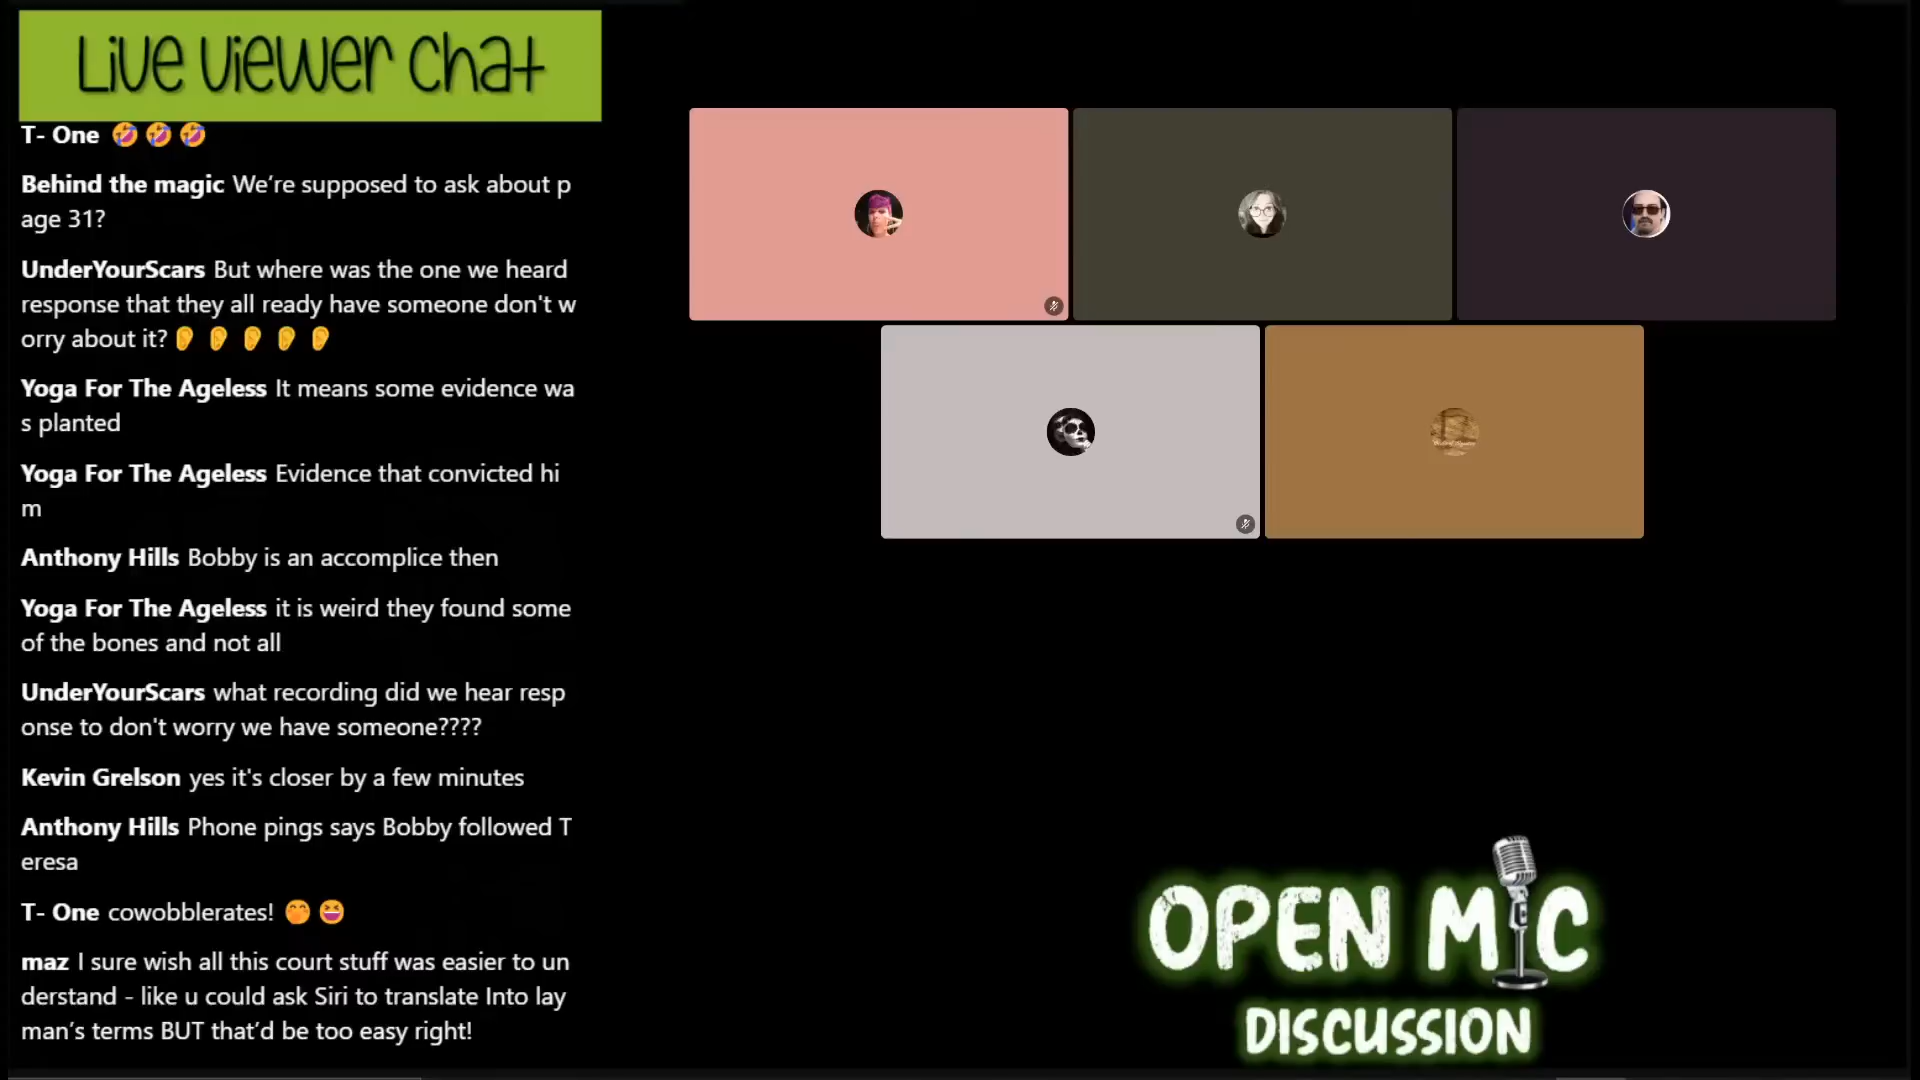 Live Viewer Chat
T- One 🤣 🤣 🤣
Behind the magic We’re supposed to ask about p
age 31?
UnderYourScars But where was the one we heard
response that they all ready have someone don't w
orry about it? 👂 👂 👂 👂 👂
Yoga For The Ageless It means some evidence wa
s planted
Yoga For The Ageless Evidence that convicted hi
m
Anthony Hills Bobby is an accomplice then
Yoga For The Ageless it is weird they found some
of the bones and not all
UnderYourScars what recording did we hear resp
onse to don't worry we have someone????
Kevin Grelson yes it's closer by a few minutes
Anthony Hills Phone pings says Bobby followed T
eresa
T- One cowobblerates! 🤭 😆
maz I sure wish all this court stuff was easier to un
derstand - like u could ask Siri to translate Into lay
man’s terms BUT that’d be too easy right!
OPEN MIC
DISCUSSION